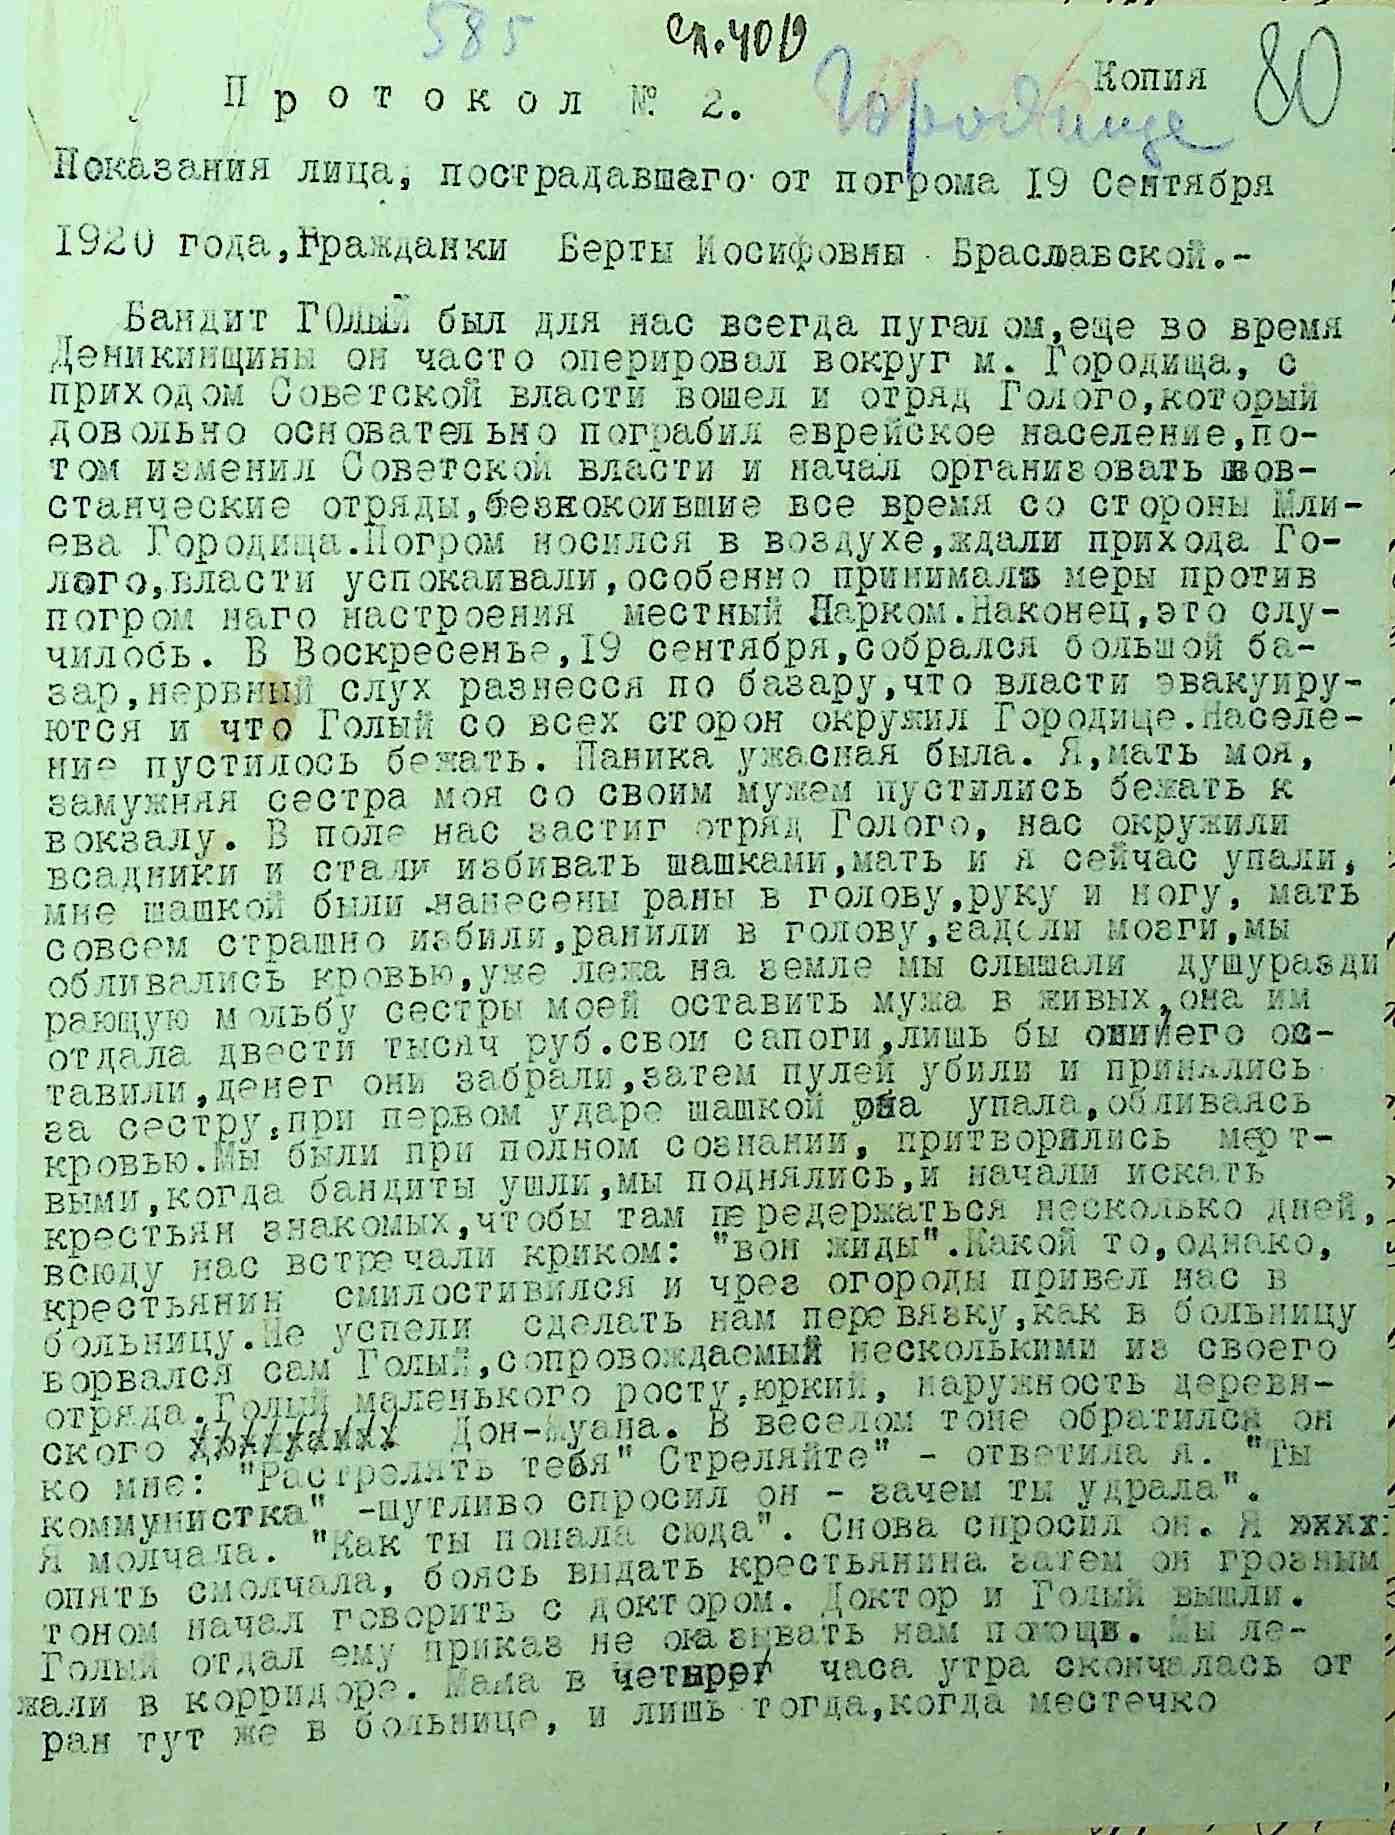 585
Сп.40/9
Городище
Копия
80
Протокол № 2.
Показания лица, пострадавшаго от погрома 19 Сентября
1920 года, Гражданки Берты Иосифовны Браславской.-
Бандит ГОЛЫЙ был для нас всегда пугалом, еще во время
Деникинщины он часто оперировал вокруг м. Городища, с
приходом Советской власти вошел и отряд Голого, который
довольно основательно пограбил еврейское население, по-
том изменил Советской власти и начал организовать пов-
станческие отряды, безпокоившие все время со стороны Мли-
ева Городища. Погром носился в воздухе, ждали прихода Го-
лого, власти успокаивали, особенно принимал меры против
погромнаго настроения местный Парком. Наконец, это слу-
чилось. В Воскресенье, 19 сентября, собрался большой ба-
зар, нервный слух разнесся по базару, что власти эвакуиру-
ются и что Голый со всех сторон окружил Городище. Населе-
ние пустилось бежать. Паника ужасная была. Я, мать моя,
замужняя сестра моя со своим мужем пустились бежать к
вокзалу. В поле нас застиг отряд Голого, нас окружили
всадники и стали избивать шашками, мать и я сейчас упали,
мне шашкой были нанесены раны в голову, руку и ногу, мать
совсем страшно избили, ранили в голову, задели мозги, мы
обливались кровью, уже лежа на земле мы слышали душуразди
рающую мольбу сестры моей оставить мужа в живых, она им
отдала двести тысяч руб. свои сапоги, лишь бы они его ос-
тавили, денег они забрали, затем пулей убили и принялись
за сестру, при первом ударе шашкой она упала, обливаясь
кровью. Мы были при полном сознании, притворялись мерт-
выми, когда бандиты ушли, мы поднялись, и начали искать
крестьян знакомых, чтобы там передержаться несколько дней,
всюду нас встречали криком: "вон жиды". Какой то, однако,
крестьянин смилостивился и чрез огороды привел нас в
больницу. Не успели сделать нам перевязку, как в больницу
ворвался сам Голый, сопровождаемый несколькими из своего
отряда. Голый маленького росту, юркий, наружность деревн-
ского Дон-Жуана. В веселом тоне обратился он
ко мне: "Растрелять тебя" Стреляйте" - ответила я. "Ты
коммунистка" -шутливо спросил он - зачем ты удрала".
Я молчала. "Как ты попала сюда". Снова спросил он. Я
опять смолчала, боясь выдать крестьянина затем он грозным
тоном начал говорить с доктором. Доктор и Голый вышли.
Голый отдал ему приказ не оказывать нам помощи. Мы ле-
жали в корридоре. Мама в четыре часа утра скончалась от
ран тут же в больнице, и лишь тогда, когда местечко